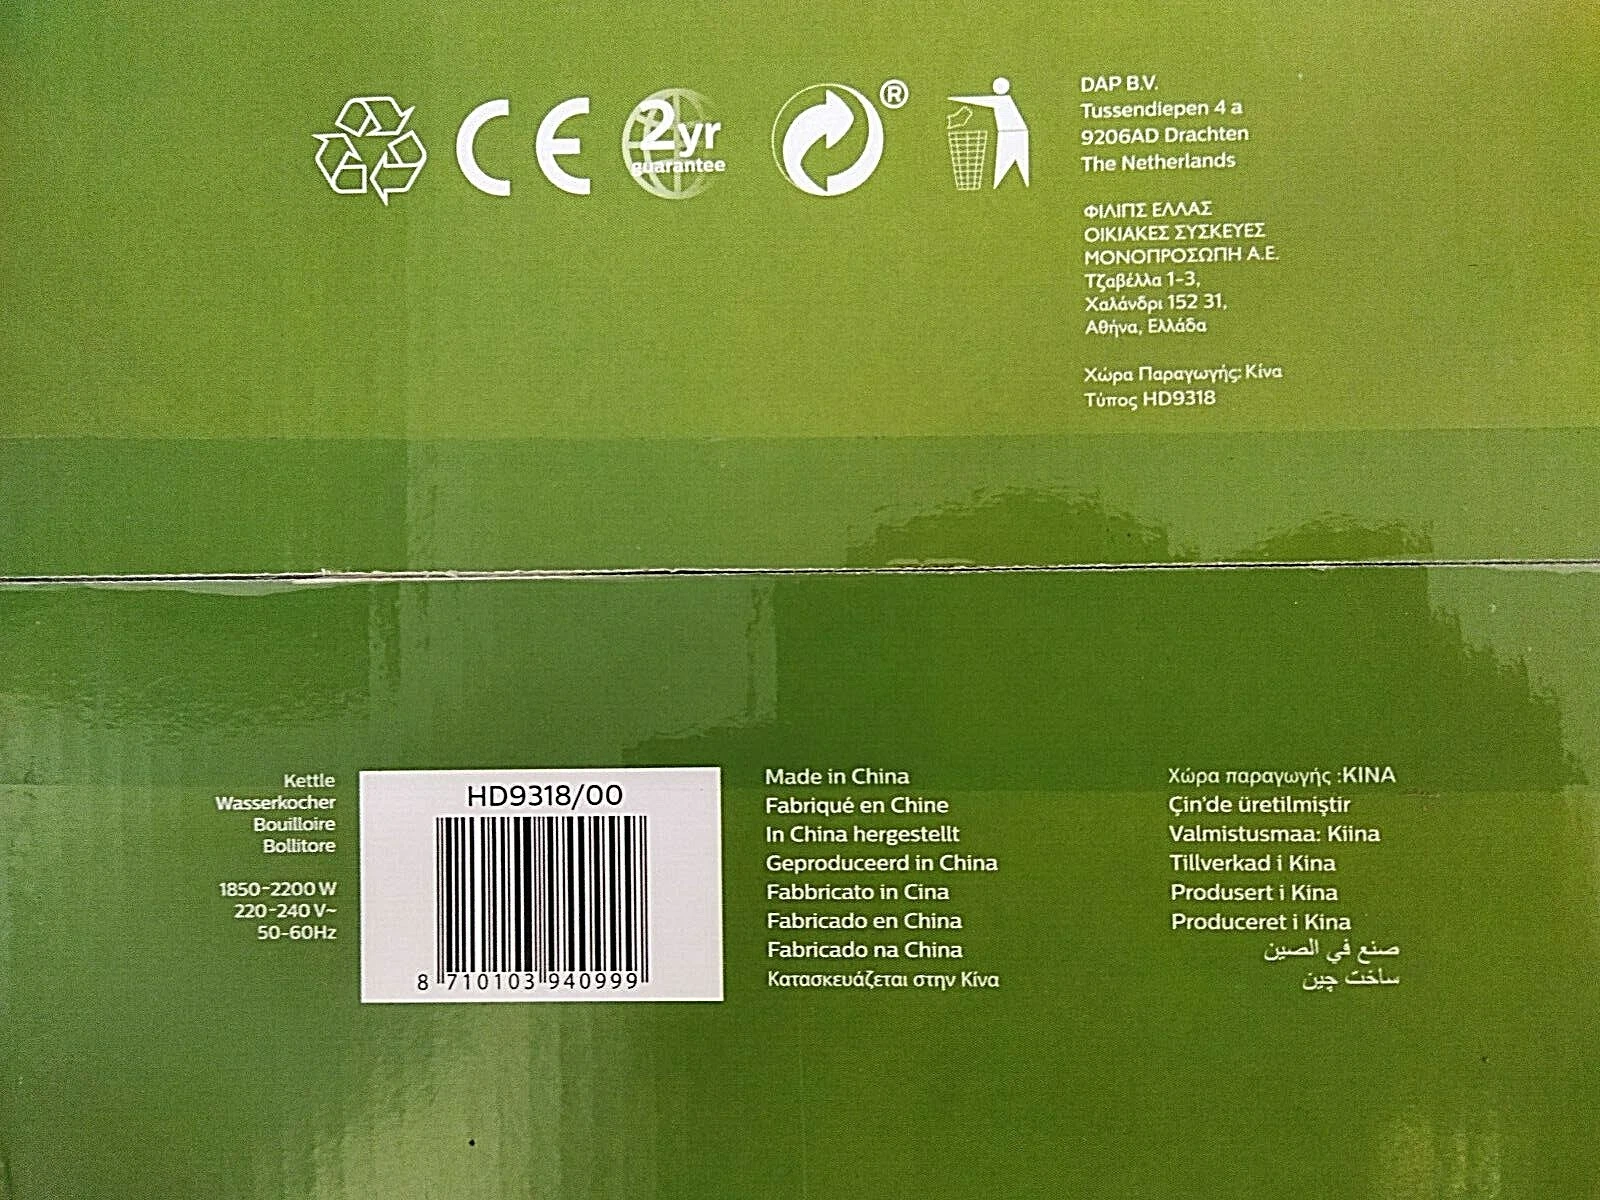 CE
2yr
guarantee
®
DAP B.V.
Tussendiepen 4 a
9206AD Drachten
The Netherlands
ΦΙΛΙΠΣ ΕΛΛΑΣ
ΟΙΚΙΑΚΕΣ ΣΥΣΚΕΥΕΣ
ΜΟΝΟΠΡΟΣΩΠΗ Α.Ε.
Τζαβέλλα 1-3,
Χαλάνδρι 152 31,
Αθήνα, Ελλάδα
Χώρα Παραγωγής: Κίνα
Τύπος HD9318
Kettle
Wasserkocher
Bouilloire
Bollitore
1850-2200 W
220-240 V~
50-60Hz
HD9318/00
8 710103 940999
Made in China
Fabriqué en Chine
In China hergestellt
Geproduceerd in China
Fabbricato in Cina
Fabricado en China
Fabricado na China
Κατασκευάζεται στην Κίνα
Χώρα παραγωγής :ΚΙΝΑ
Çin'de üretilmiştir
Valmistusmaa: Kiina
Tillverkad i Kina
Produsert i Kina
Produceret i Kina
صنع في الصين
ساخت چین